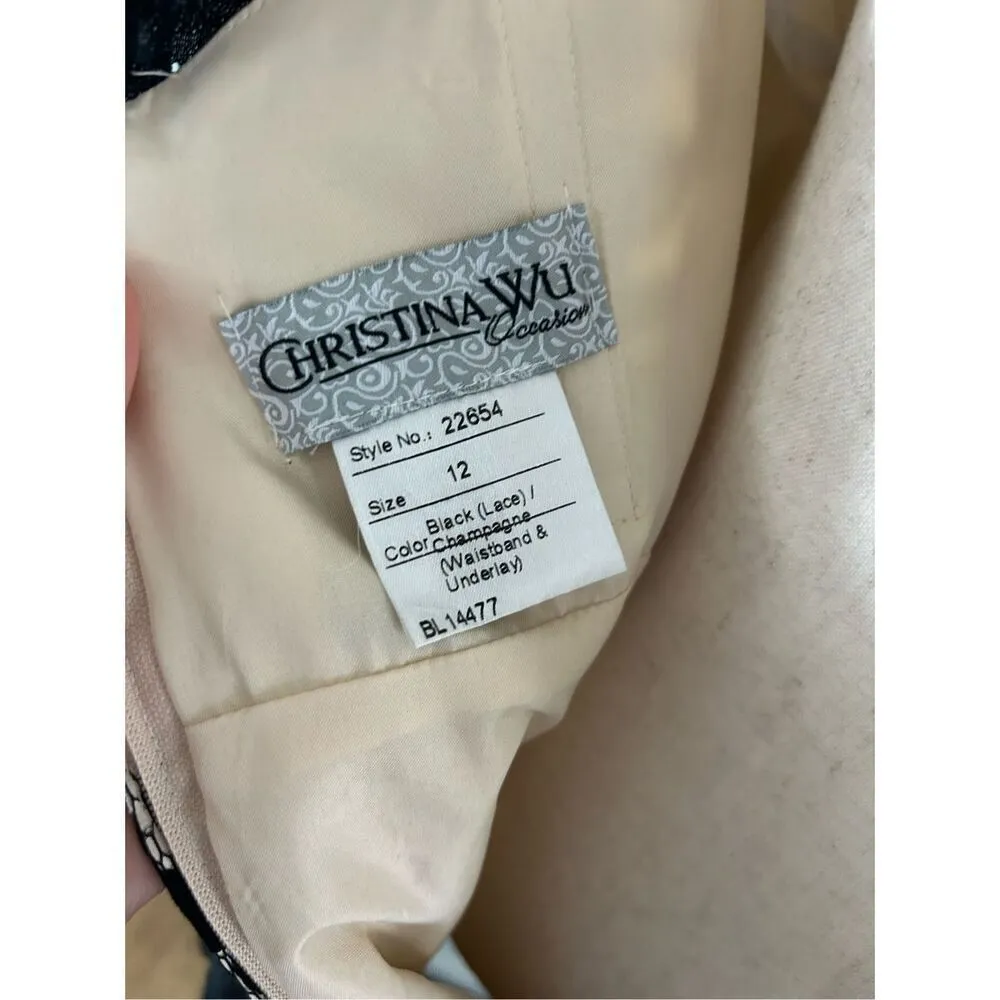 CHRISTINA WU
Occasion
Style No.: 22654
Size 12
Black (Lace) /
Color Champagne
(Waistband &
Underlay)
BL14477